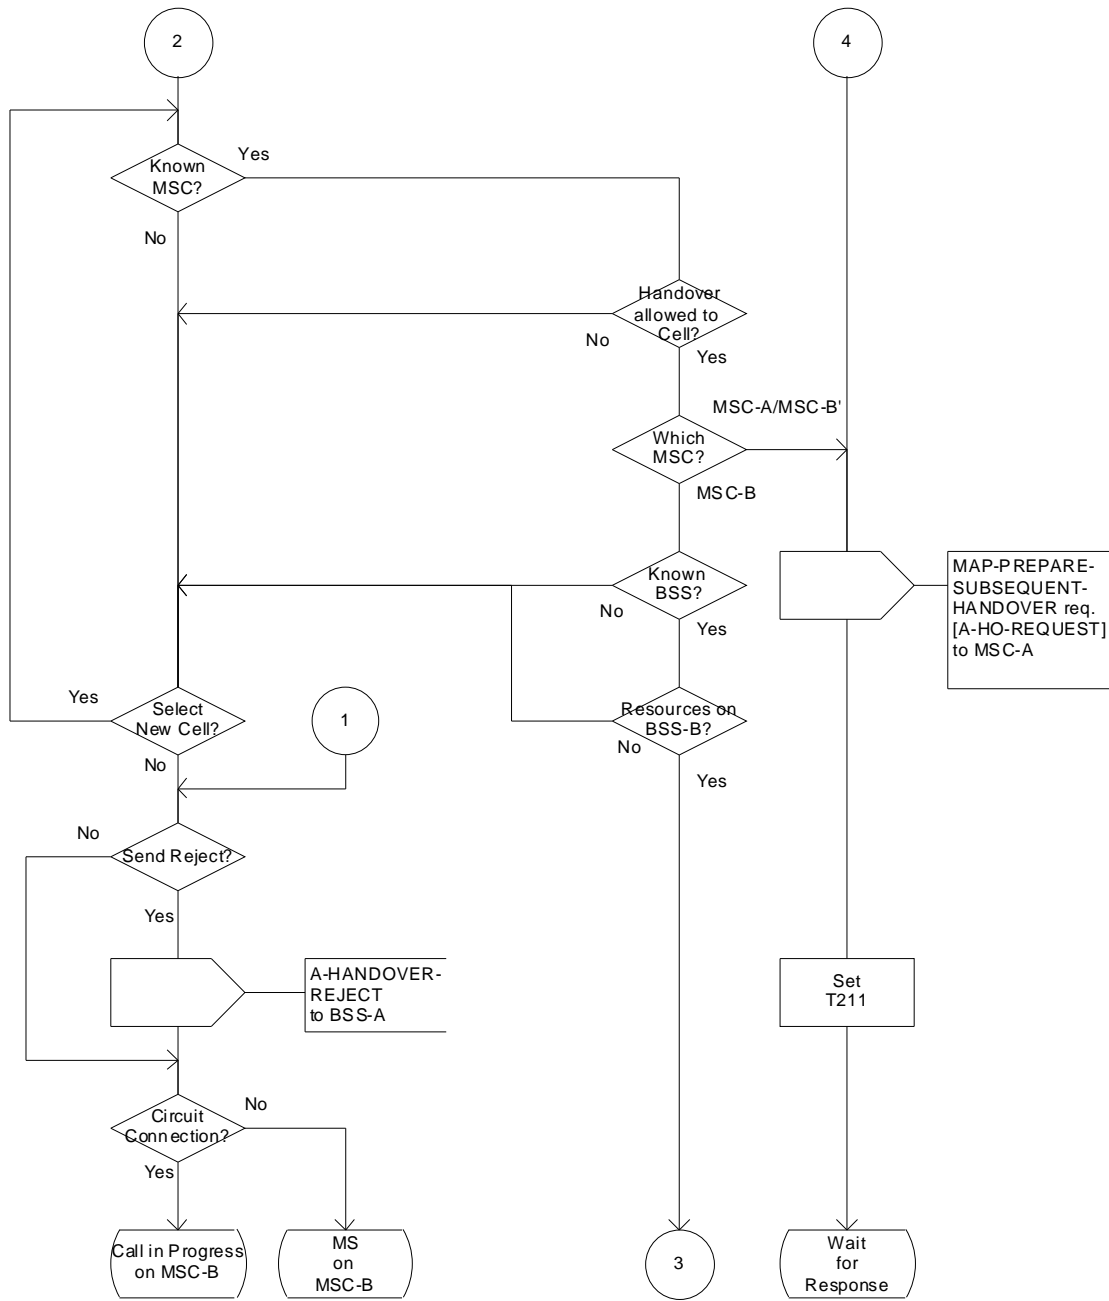 2
4
Known
MSC?
Yes
No
Handover
allowed to
Cell?
No
Yes
MSC-A/MSC-B'
Which
MSC?
MSC-B
Known
BSS?
No
Yes
MAP-PREPARE-
SUBSEQUENT-
HANDOVER req.
[A-HO-REQUEST]
to MSC-A
Yes
Select
New Cell?
No
1
Resources on
BSS-B?
No
Yes
No
Send Reject?
Yes
A-HANDOVER-
REJECT
to BSS-A
Set
T211
Circuit
Connection?
No
Yes
Call in Progress
on MSC-B
MS
on
MSC-B
3
Wait
for
Response